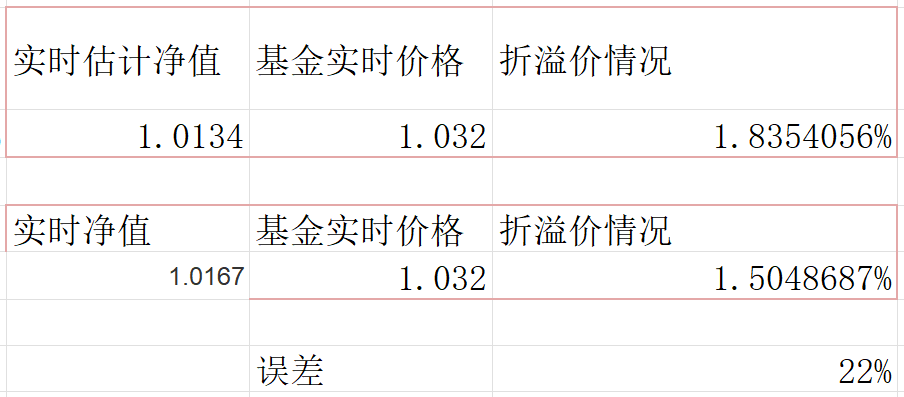 实时估计净值 基金实时价格 折溢价情况
1.0134 1.032 1.8354056%
实时净值 基金实时价格 折溢价情况
1.0167 1.032 1.5048687%
误差 22%